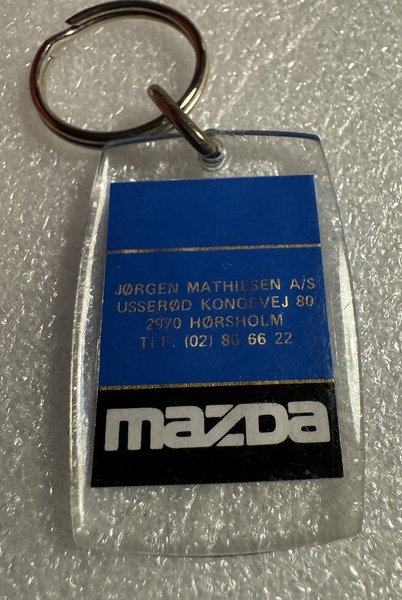 JØRGEN MATHIESEN A/S
USSERØD KONGEVEJ 80
2970 HØRSHOLM
TLF: (02) 86 66 22
mazda